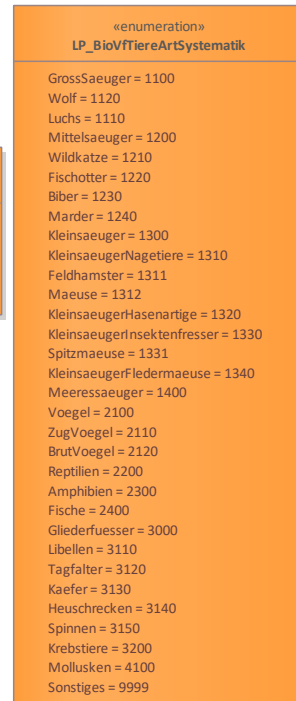 «enumeration»
LP_BioVfTiereArtSystematik
GrossSaeuger = 1100
Wolf = 1120
Luchs = 1110
Mittelsaeuger = 1200
Wildkatze = 1210
Fischotter = 1220
Biber = 1230
Marder = 1240
Kleinsaeuger = 1300
KleinsaeugerNagetiere = 1310
Feldhamster = 1311
Maeuse = 1312
KleinsaeugerHasenartige = 1320
KleinsaeugerInsektenfresser = 1330
Spitzmaeuse = 1331
KleinsaeugerFledermaeuse = 1340
Meeressaeuger = 1400
Voegel = 2100
ZugVoegel = 2110
BrutVoegel = 2120
Reptilien = 2200
Amphibien = 2300
Fische = 2400
Gliederfuesser = 3000
Libellen = 3110
Tagfalter = 3120
Kaefer = 3130
Heuschrecken = 3140
Spinnen = 3150
Krebstiere = 3200
Mollusken = 4100
Sonstiges = 9999